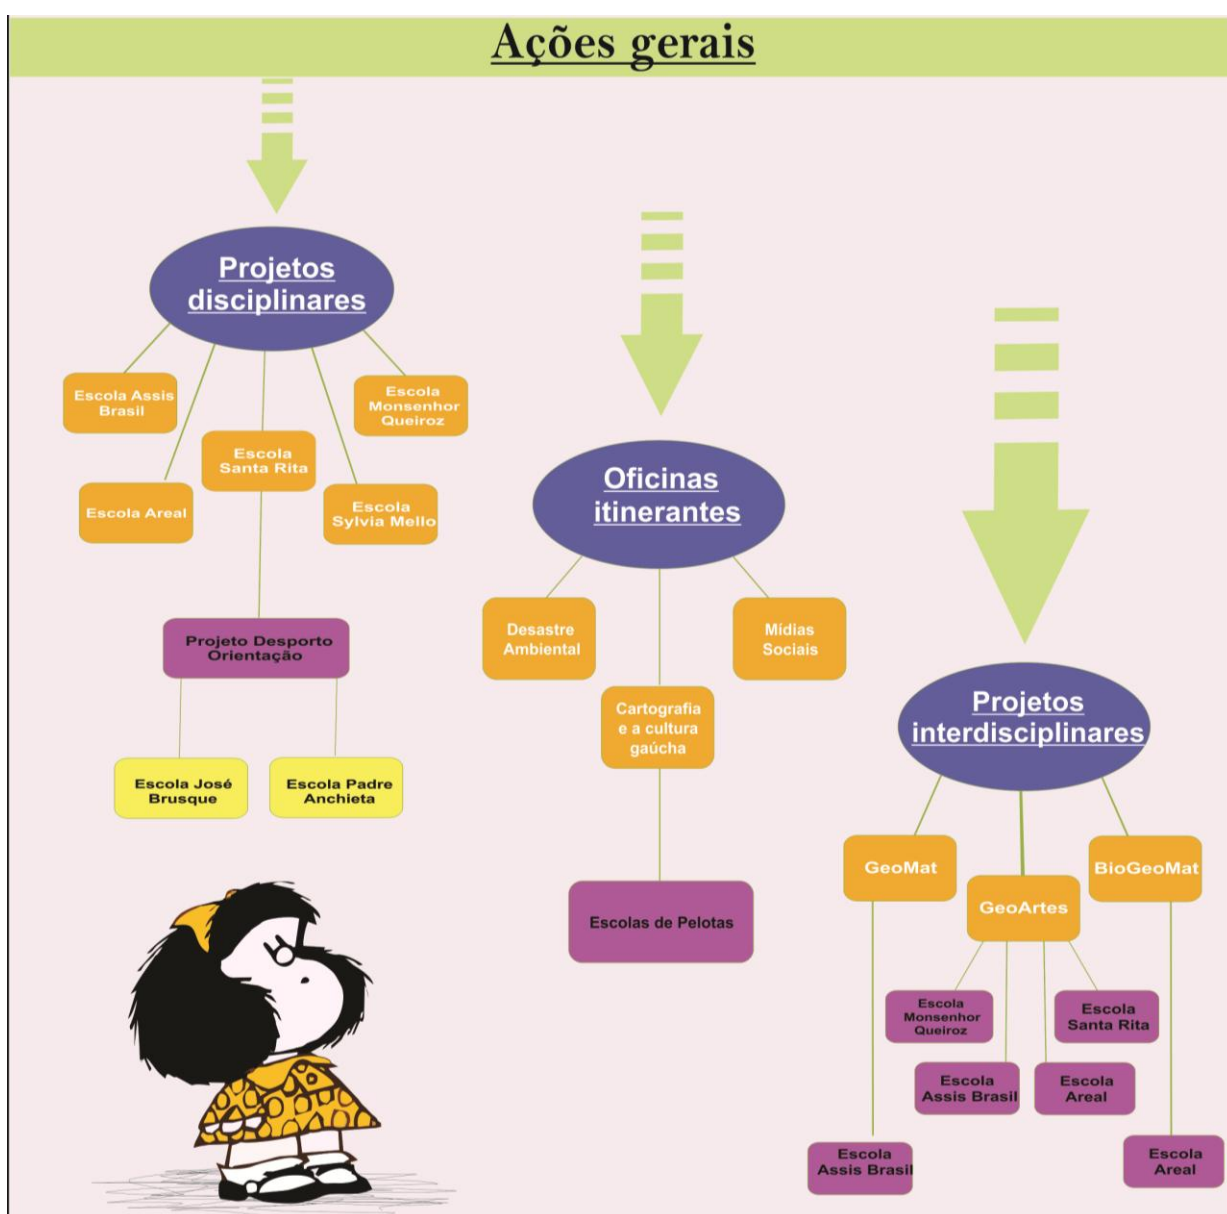 Ações gerais
Projetos
disciplinares
Escola Assis
Brasil
Escola Areal
Escola
Santa Rita
Escola
Sylvia Mello
Escola
Monsenhor
Queiroz
Projeto Desporto
Orientação
Escola José
Brusque
Escola Padre
Anchieta
Oficinas
itinerantes
Desastre
Ambiental
Cartografia
e a cultura
gaúcha
Mídias
Sociais
Escolas de Pelotas
Projetos
interdisciplinares
GeoMat
GeoArtes
BioGeoMat
Escola
Monsenhor
Queiroz
Escola
Santa Rita
Escola
Assis Brasil
Escola
Areal
Escola
Assis Brasil
Escola
Areal